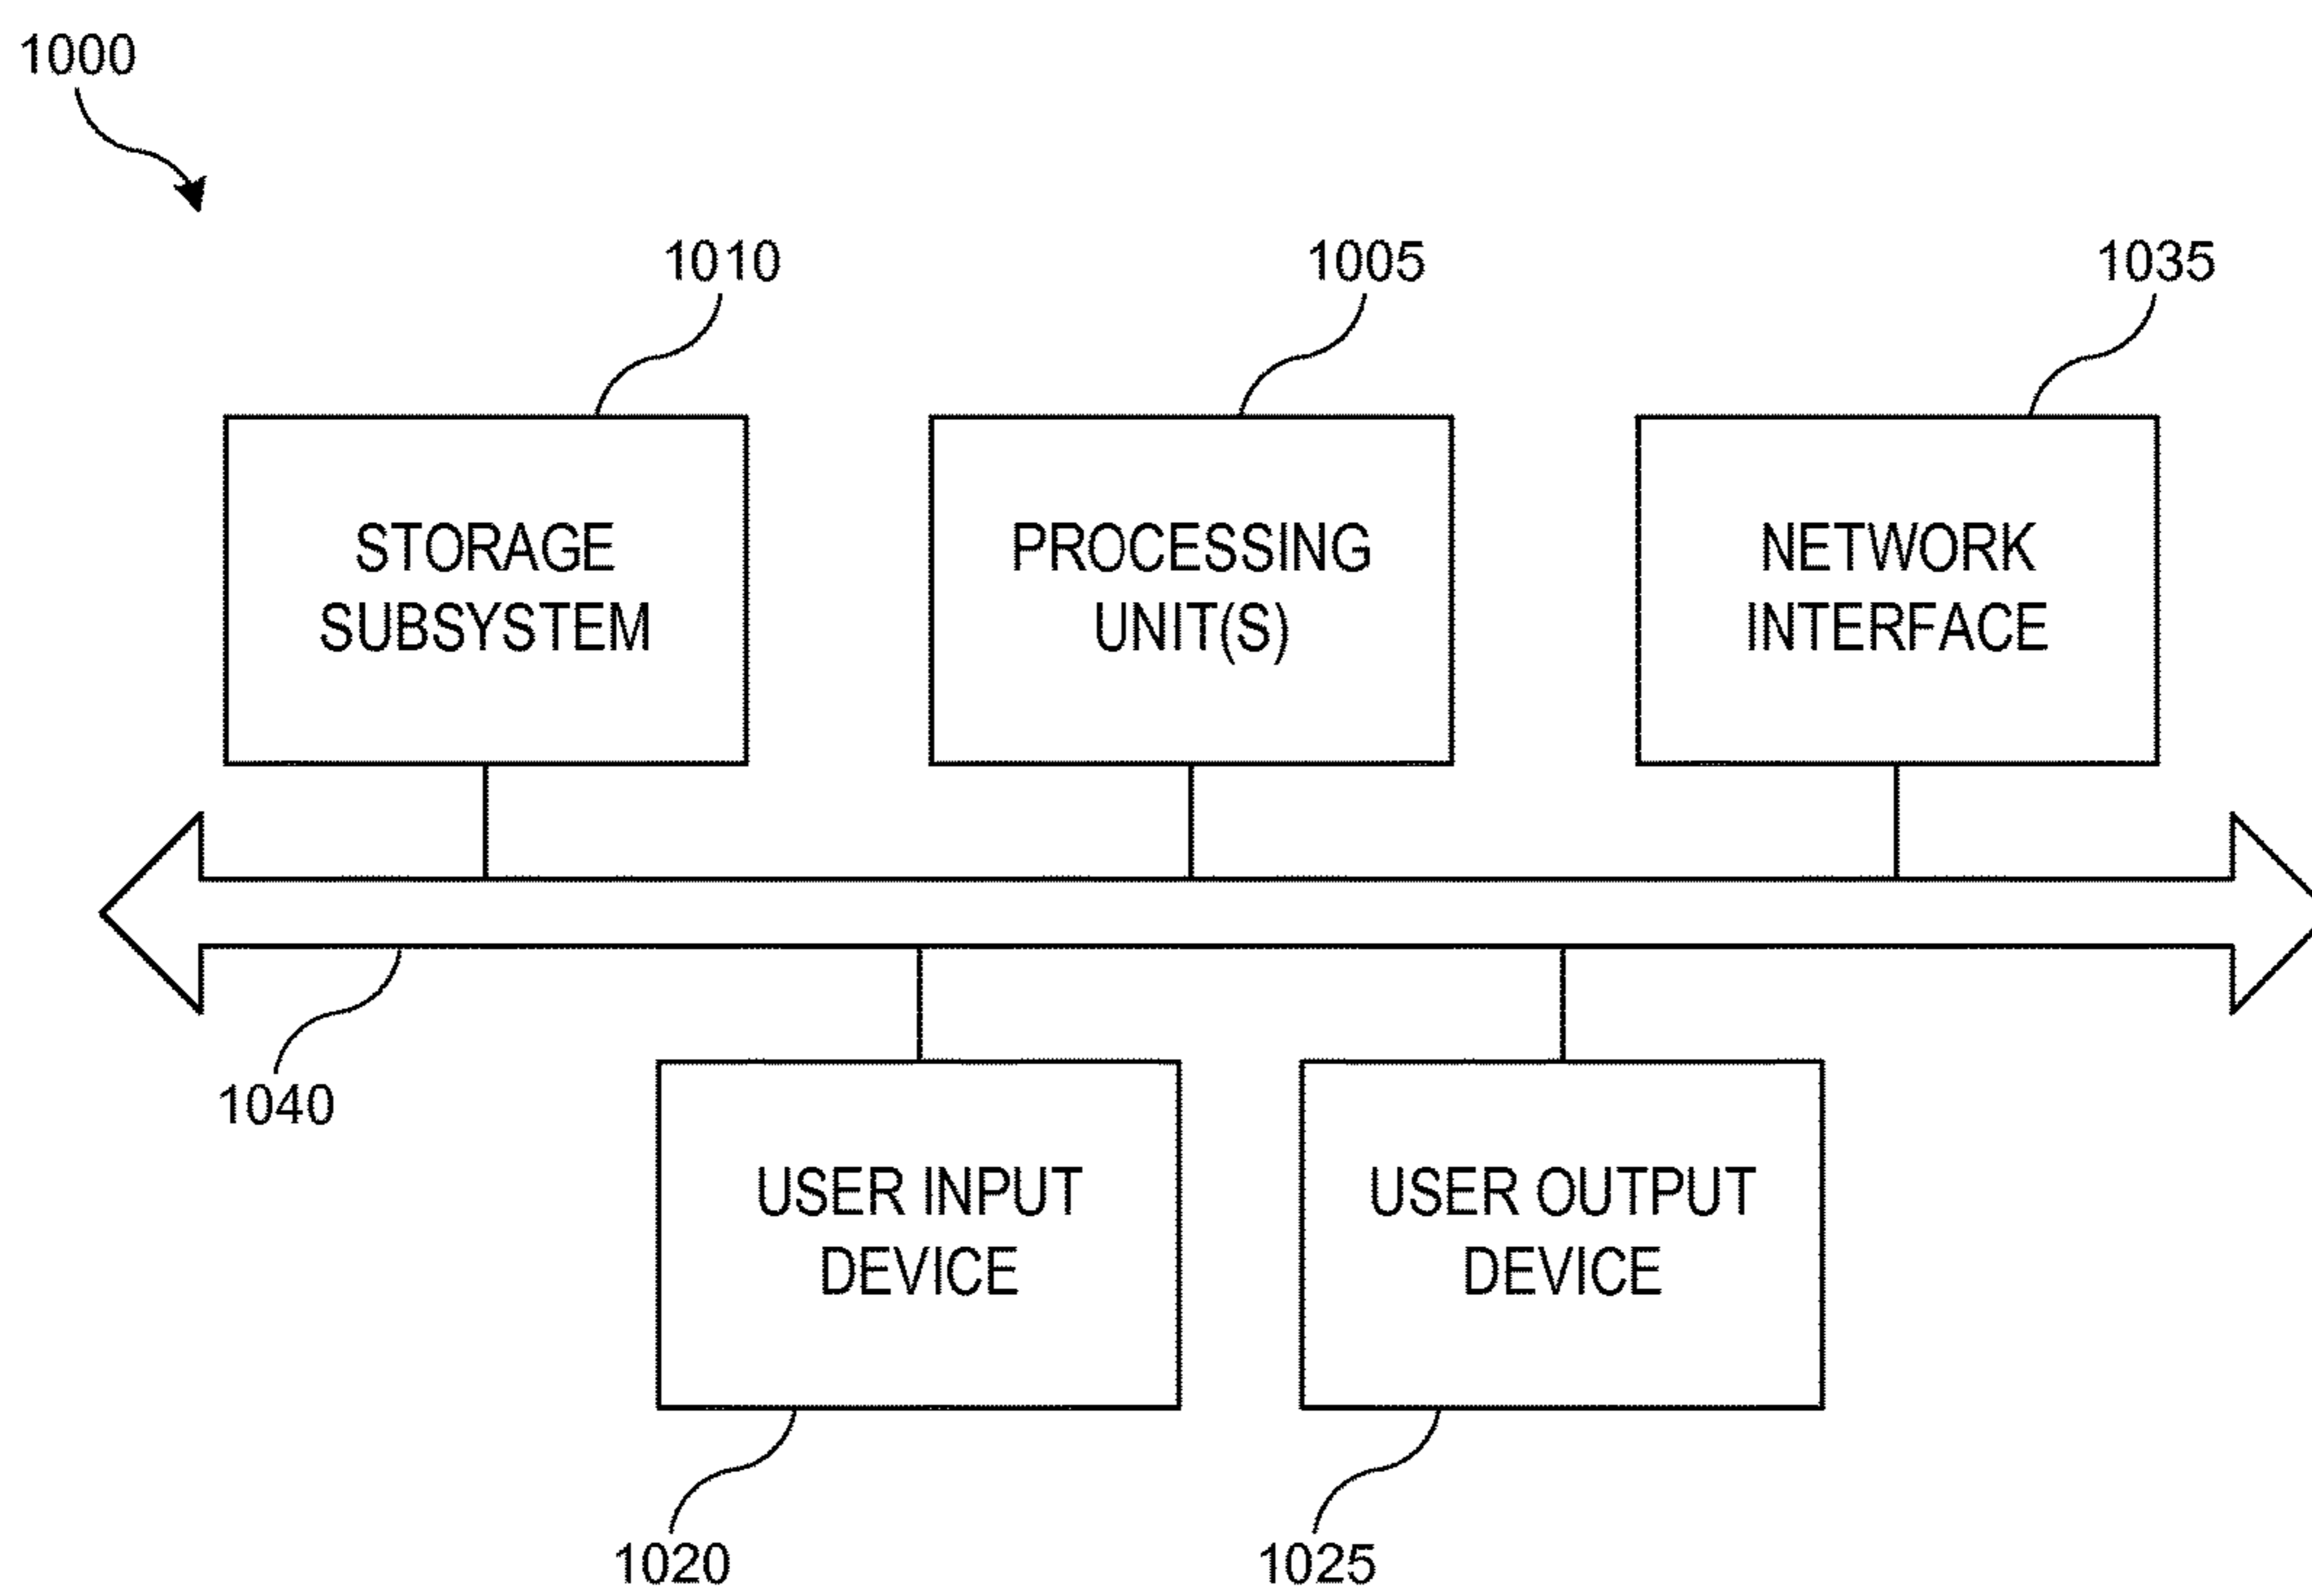 1000
1010
1005
1035
STORAGE
SUBSYSTEM
PROCESSING
UNIT(S)
NETWORK
INTERFACE
1040
USER INPUT
DEVICE
USER OUTPUT
DEVICE
1020
1025